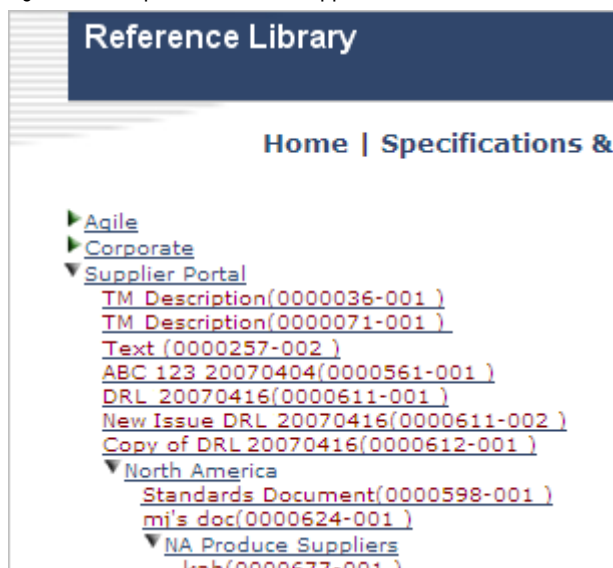 Reference Library
Home | Specifications &
Agile
Corporate
Supplier Portal
TM Description(0000036-001 )
TM Description(0000071-001 )
Text (0000257-002 )
ABC 123 20070404(0000561-001 )
DRL 20070416(0000611-001 )
New Issue DRL 20070416(0000611-002 )
Copy of DRL 20070416(0000612-001 )
North America
Standards Document(0000598-001 )
mj's doc(0000624-001 )
NA Produce Suppliers